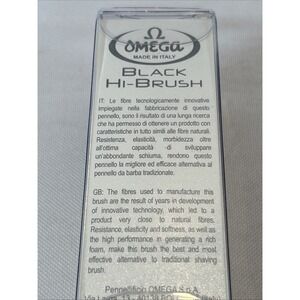 Ω
OMEGA
MADE IN ITALY
BLACK
HI-BRUSH
IT: Le fibre tecnologicamente innovative
impiegate nella fabbricazione di questo
pennello, sono il risultato di una lunga ricerca
che ha permesso di ottenere un prodotto con
caratteristiche in tutto simili alle fibre naturali.
Resistenza, elasticità, morbidezza oltre
all'ottima capacità di sviluppare
un'abbondante schiuma, rendono questo
pennello la migliore ed efficace alternativa al
pennello da barba tradizionale.
GB: The fibres used to manufacture this
brush are the result of years in development
of innovative technology, which led to a
product very close to natural fibres.
Resistance, elasticity and softness, as well as
the high performance in generating a rich
foam, make this brush the best and most
effective alternative to traditional shaving
brush.
Pennellificio OMEGA S.p.A.
Via 13 - 40138